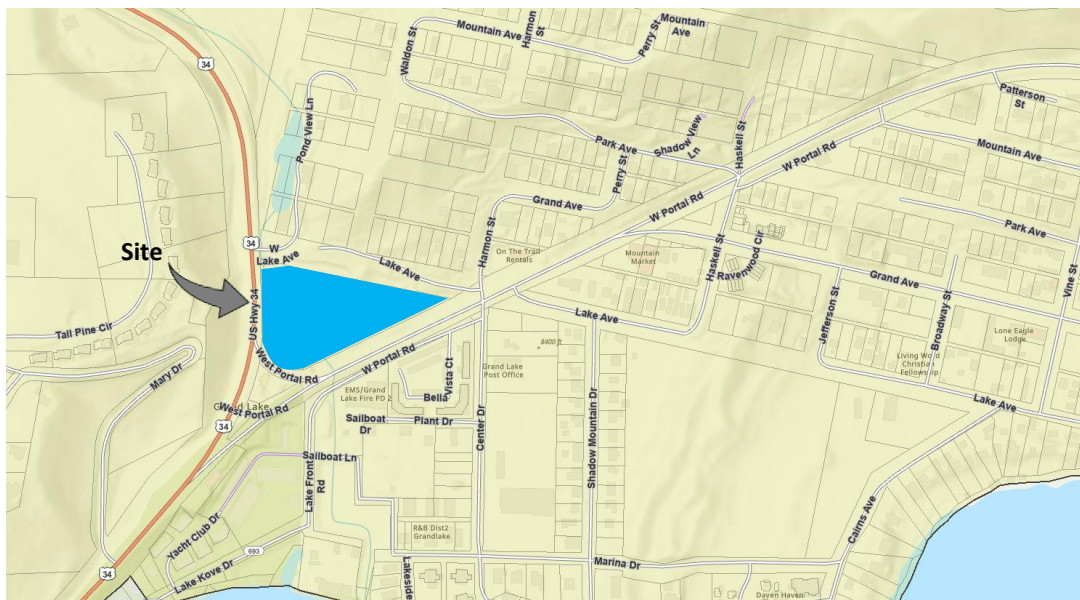 Mountain
Ave
Mountain Ave
Harmon
St
Perry St
Waldon St
34
Patterson
St
Pond View Ln
Park Ave
Shadow View
Ln
Haskell St
W Portal Rd
Mountain Ave
Perry St
Grand Ave
W Portal Rd
Park Ave
Site
34
W
Lake Ave
Harmon St
On The Trail
Rentals
Mountain
Market
Haskell St
Ravenwood Cir
Lake Ave
Grand Ave
Vine St
US Hwy 34
Lake Ave
Jefferson St
Broadway St
Tall Pine Cir
Lone Eagle
Lodge
W Portal Rd
8400 ft
Living Word
Christian
Fellowship
West Portal Rd
Grand Lake
Post Office
Mary Dr
Bella
Vista Ct
EMS/Grand
Lake Fire PD 2
Grand Lake
West Portal Rd
Lake Ave
34
Sailboat
Dr
Plant Dr
Center Dr
Shadow Mountain Dr
Sailboat Ln
Lake Front
Rd
Cairns Ave
Yacht Club Dr
R&B Dist2
Grandlake
693
Marina Dr
34
Lake Kove Dr
Lakeside
Daven Haven